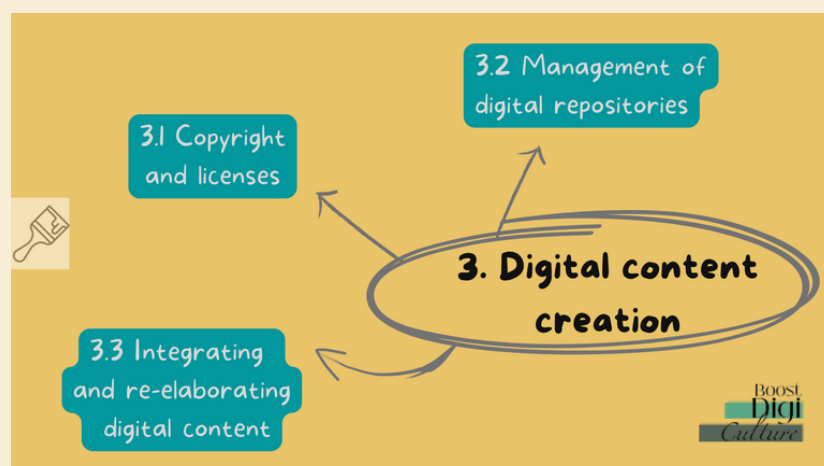 3.1 Copyright
and licenses
3.2 Management of
digital repositories
3. Digital content
creation
3.3 Integrating
and re-elaborating
digital content
Boost
Digi
Culture